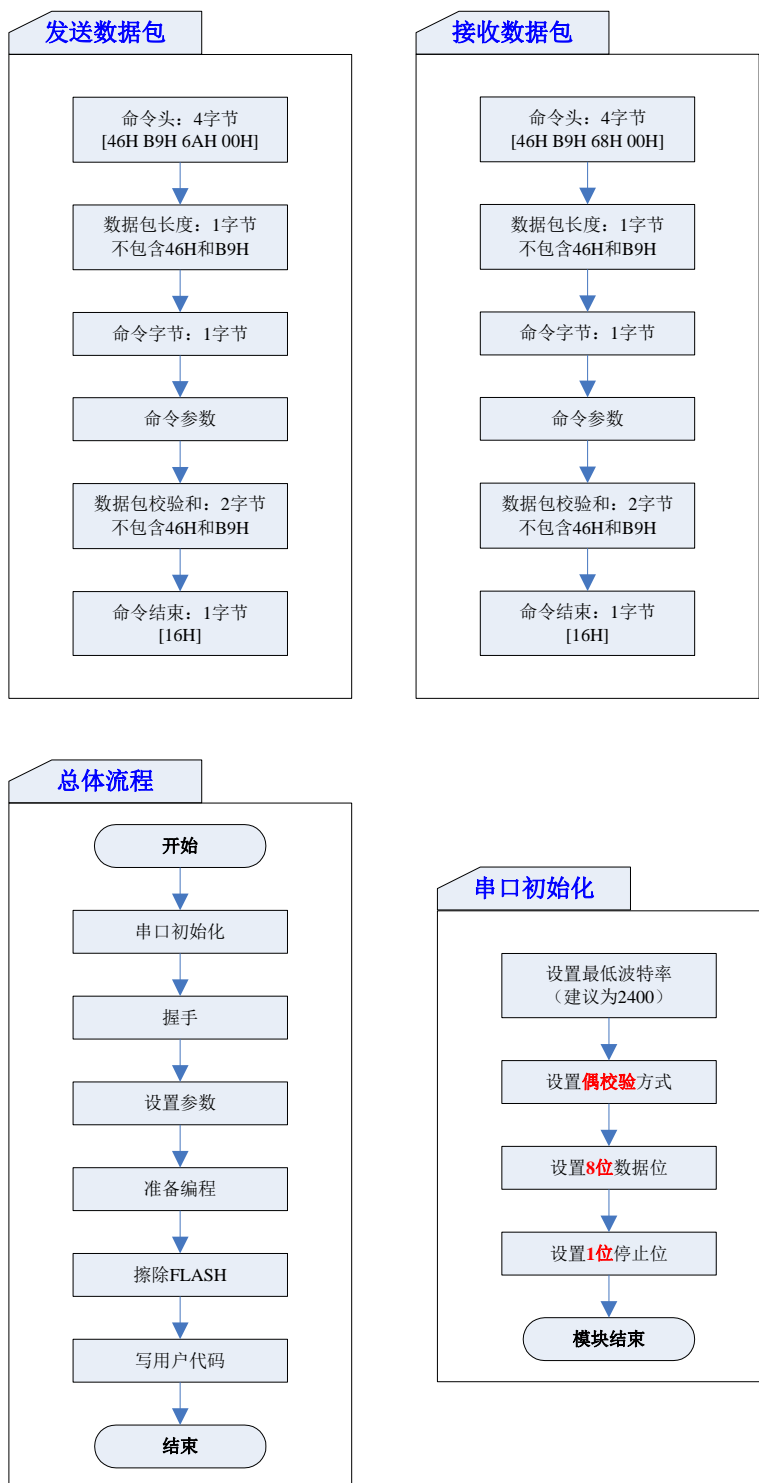 发送数据包
命令头：4字节
[46H B9H 6AH 00H]
数据包长度：1字节
不包含46H和B9H
命令字节：1字节
命令参数
数据包校验和：2字节
不包含46H和B9H
命令结束：1字节
[16H]
接收数据包
命令头：4字节
[46H B9H 68H 00H]
数据包长度：1字节
不包含46H和B9H
命令字节：1字节
命令参数
数据包校验和：2字节
不包含46H和B9H
命令结束：1字节
[16H]
总体流程
开始
串口初始化
握手
设置参数
准备编程
擦除FLASH
写用户代码
结束
串口初始化
设置最低波特率
（建议为2400）
设置偶校验方式
设置8位数据位
设置1位停止位
模块结束